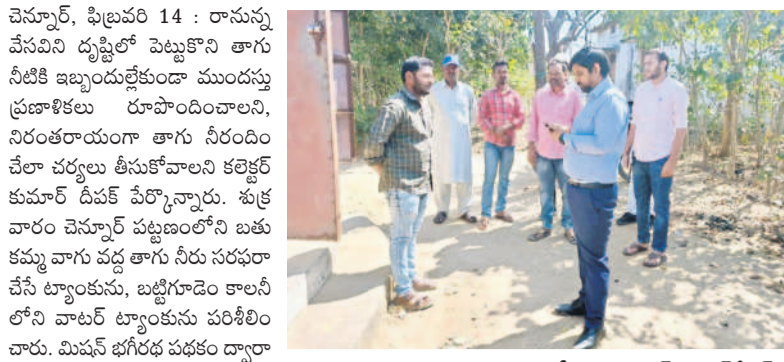 చెన్నూర్, ఫిబ్రవరి 14 : రానున్న
వేసవిని దృష్టిలో పెట్టుకొని తాగు
నీటికి ఇబ్బందుల్లేకుండా ముందస్తు
ప్రణాళికలు రూపొందించాలని,
నిరంతరాయంగా తాగు నీరందిం
చేలా చర్యలు తీసుకోవాలని కలెక్టర్
కుమార్ దీపక్ పేర్కొన్నారు. శుక్ర
వారం చెన్నూర్ పట్టణంలోని బతు
కమ్మ వాగు వద్ద తాగు నీరు సరఫరా
చేసే ట్యాంకును, బట్టిగూడెం కాలనీ
లోని వాటర్ ట్యాంకును పరిశీలిం
చారు. మిషన్ భగీరథ పథకం ద్వారా